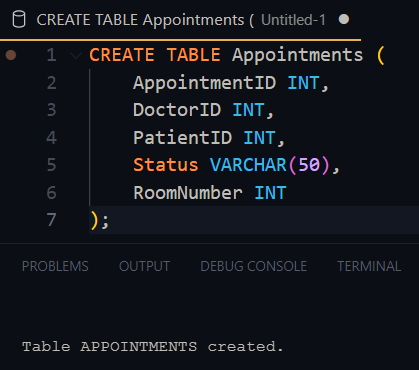 CREATE TABLE Appointments ( Untitled-1
1 CREATE TABLE Appointments (
2 AppointmentID INT,
3 DoctorID INT,
4 PatientID INT,
5 Status VARCHAR(50),
6 RoomNumber INT
7 );
PROBLEMS OUTPUT DEBUG CONSOLE TERMINAL
Table APPOINTMENTS created.